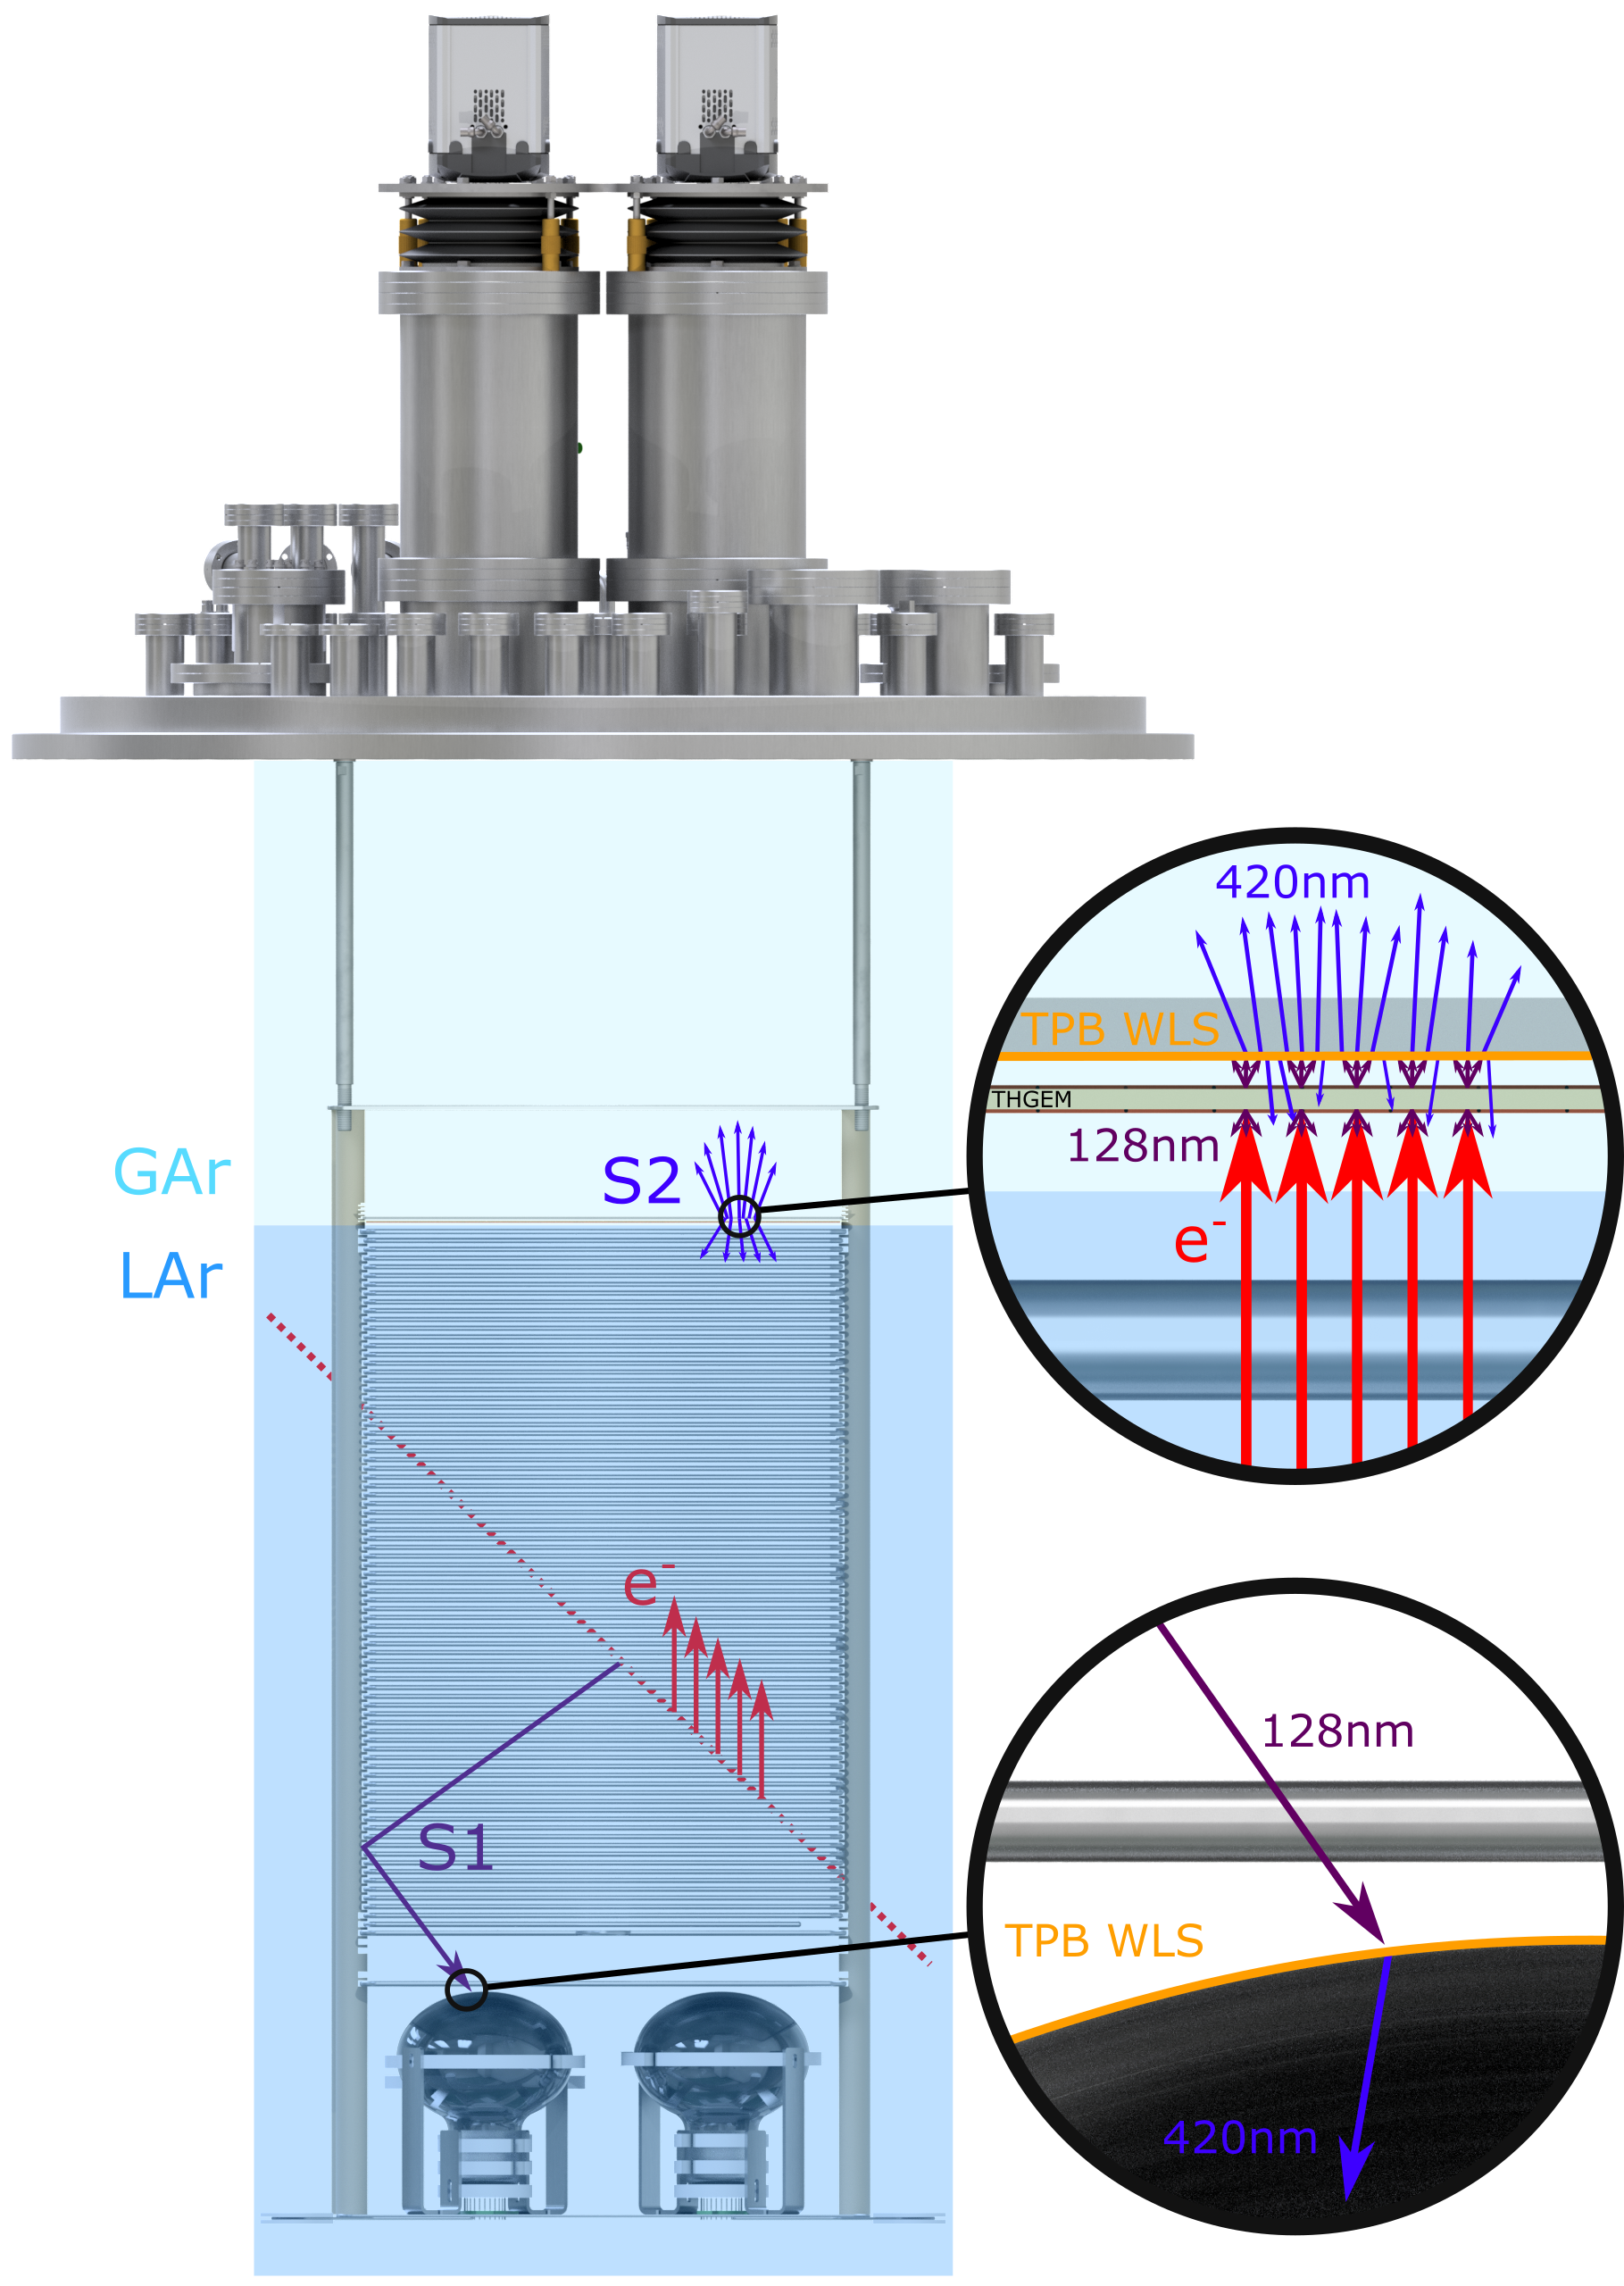 420nm
TPB WLS
THGEM
128nm
e-
GAr
S2
LAr
e-
S1
128nm
TPB WLS
420nm